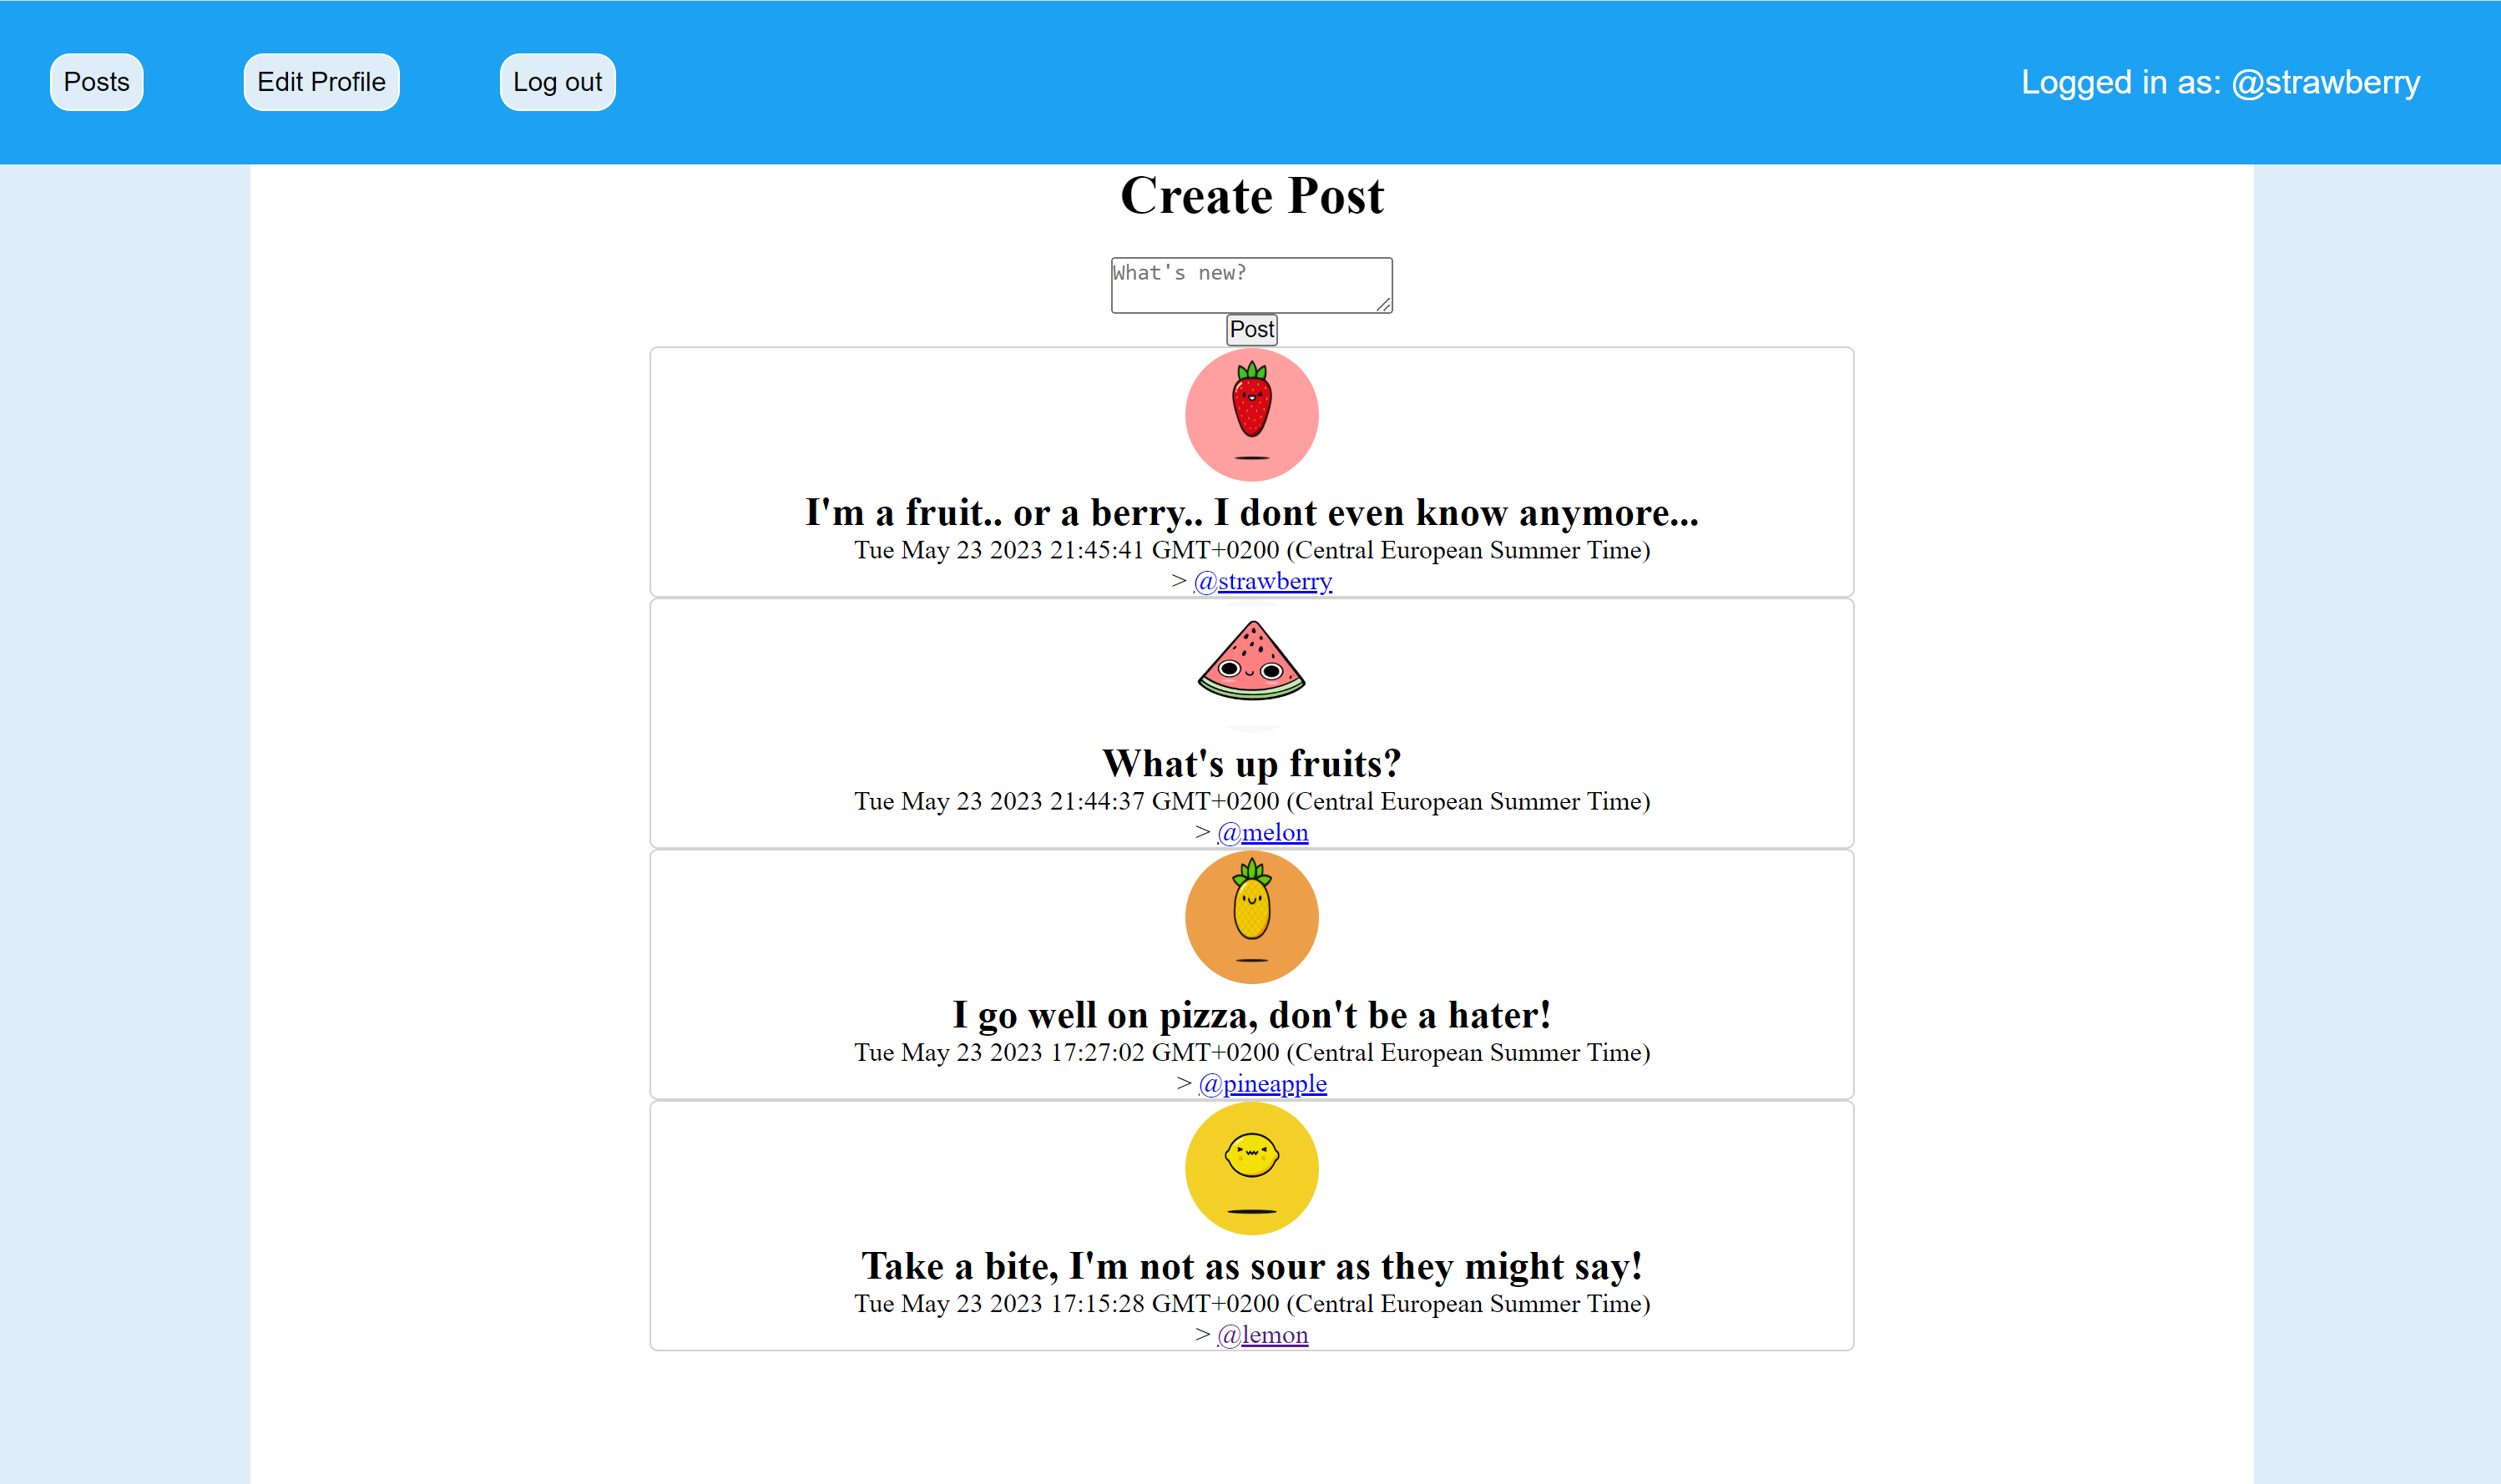 Posts
Edit Profile
Log out
Logged in as: @strawberry
Create Post
What's new?
Post
I'm a fruit.. or a berry.. I dont even know anymore...
Tue May 23 2023 21:45:41 GMT+0200 (Central European Summer Time)
> @strawberry
What's up fruits?
Tue May 23 2023 21:44:37 GMT+0200 (Central European Summer Time)
> @melon
I go well on pizza, don't be a hater!
Tue May 23 2023 17:27:02 GMT+0200 (Central European Summer Time)
> @pineapple
Take a bite, I'm not as sour as they might say!
Tue May 23 2023 17:15:28 GMT+0200 (Central European Summer Time)
> @lemon